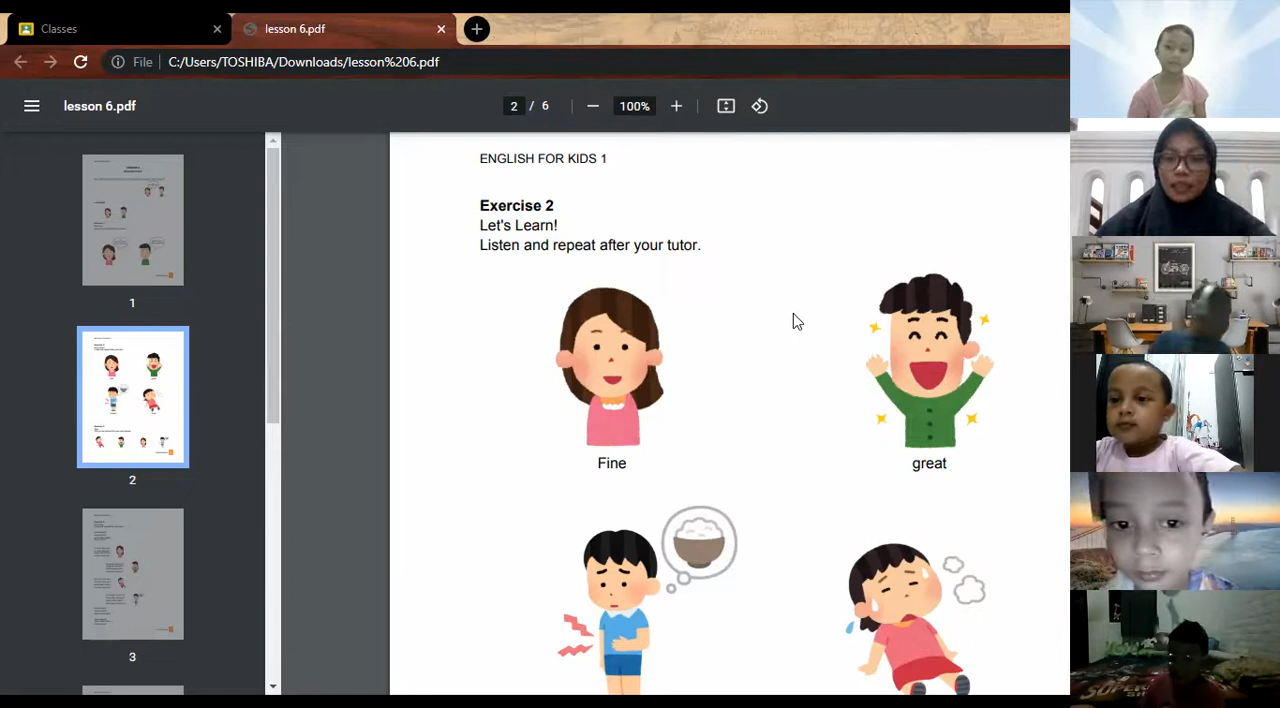 Classes
lesson 6.pdf
File
C:/Users/TOSHIBA/Downloads/lesson%206.pdf
lesson 6.pdf
2 / 6
100%
ENGLISH FOR KIDS 1
Exercise 2
Let's Learn!
Listen and repeat after your tutor.
Fine
great
1
2
3